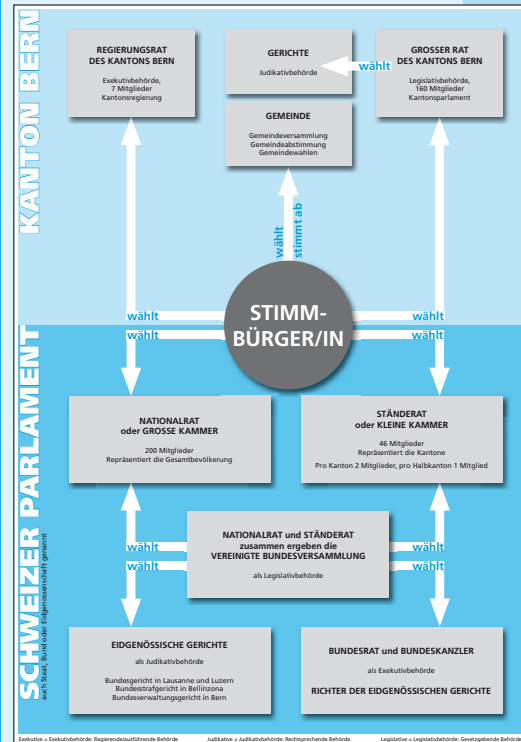 KANTON BERN
REGIERUNGSRAT
DES KANTONS BERN
Exekutivbehörde,
7 Mitglieder
Kantonsregierung
GERICHTE
Judikativbehörde
wählt
GROSSER RAT
DES KANTONS BERN
Legislativbehörde,
160 Mitglieder
Kantonsparlament
GEMEINDE
Gemeindeversammlung
Gemeindeabstimmung
Gemeindewahlen
wählt
stimmt ab
STIMM-
BÜRGER/IN
wählt
wählt
wählt
wählt
SCHWEIZER PARLAMENT
auch Staat, Bund oder Eidgenossenschaft genannt
NATIONALRAT
oder GROSSE KAMMER
200 Mitglieder
Repräsentiert die Gesamtbevölkerung
STÄNDERAT
oder KLEINE KAMMER
46 Mitglieder
Repräsentiert die Kantone
Pro Kanton 2 Mitglieder, pro Halbkanton 1 Mitglied
NATIONALRAT und STÄNDERAT
zusammen ergeben die
VEREINIGTE BUNDESVERSAMMLUNG
als Legislativbehörde
wählt
wählt
wählt
wählt
EIDGENÖSSISCHE GERICHTE
als Judikativbehörde
Bundesgericht in Lausanne und Luzern
Bundesstrafgericht in Bellinzona
Bundesverwaltungsgericht in Bern
BUNDESRAT und BUNDESKANZLER
als Exekutivbehörde
RICHTER DER EIDGENÖSSISCHEN GERICHTE
Exekutive = Exekutivbehörde: Regierende/ausführende Behörde
Judikative = Judikativbehörde: Rechtsprechende Behörde
Legislative = Legislativbehörde: Gesetzgebende Behörde